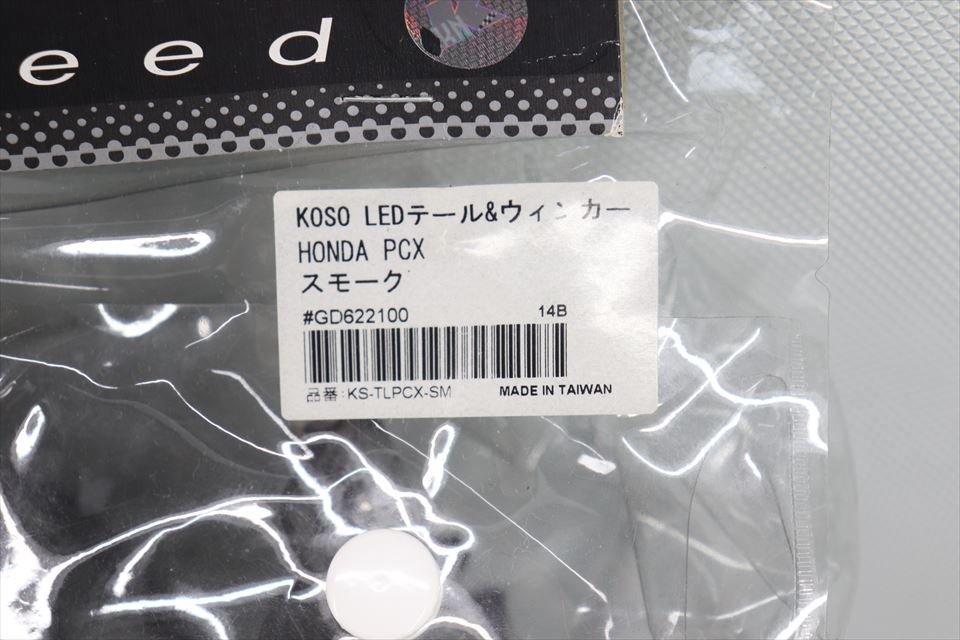 eed
KOSO LEDテール&ウィンカー
HONDA PCX
スモーク
#GD622100 14B
品番:KS-TLPCX-SM MADE IN TAIWAN